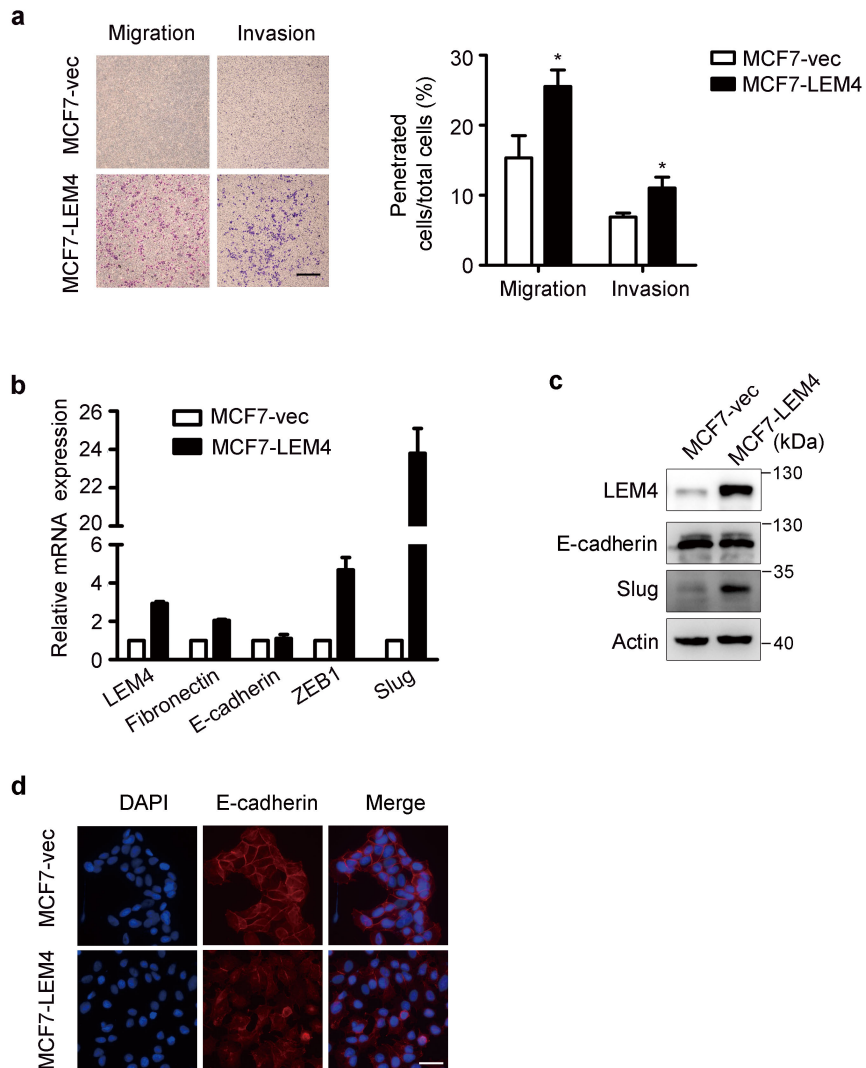 a
Migration
Invasion
MCF7-vec
MCF7-LEM4
Penetrated
cells/total cells (%)
30
20
10
0
*
*
Migration
Invasion
MCF7-vec
MCF7-LEM4
b
Relative mRNA expression
26
24
22
20
6
4
2
0
MCF7-vec
MCF7-LEM4
LEM4
Fibronectin
E-cadherin
ZEB1
Slug
c
MCF7-vec
MCF7-LEM4
(kDa)
LEM4
130
E-cadherin
130
Slug
35
Actin
40
d
DAPI
E-cadherin
Merge
MCF7-vec
MCF7-LEM4